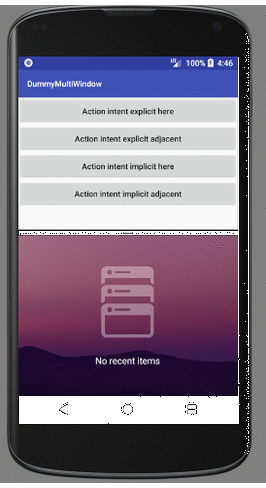 LTE 100% 4:46
DummyMultiWindow
Action intent explicit here
Action intent explicit adjacent
Action intent implicit here
Action intent implicit adjacent
No recent items